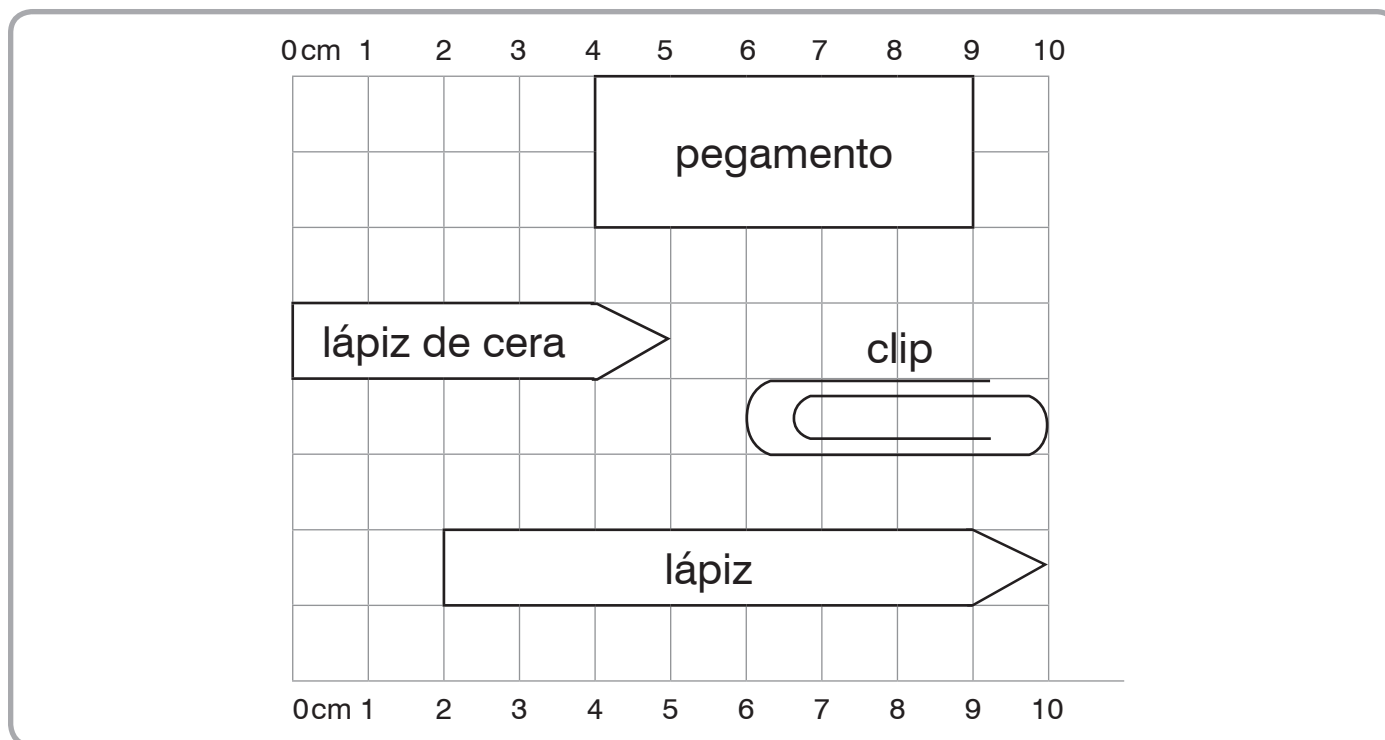 0cm 1 2 3 4 5 6 7 8 9 10
pegamento
lápiz de cera
clip
lápiz
0cm 1 2 3 4 5 6 7 8 9 10